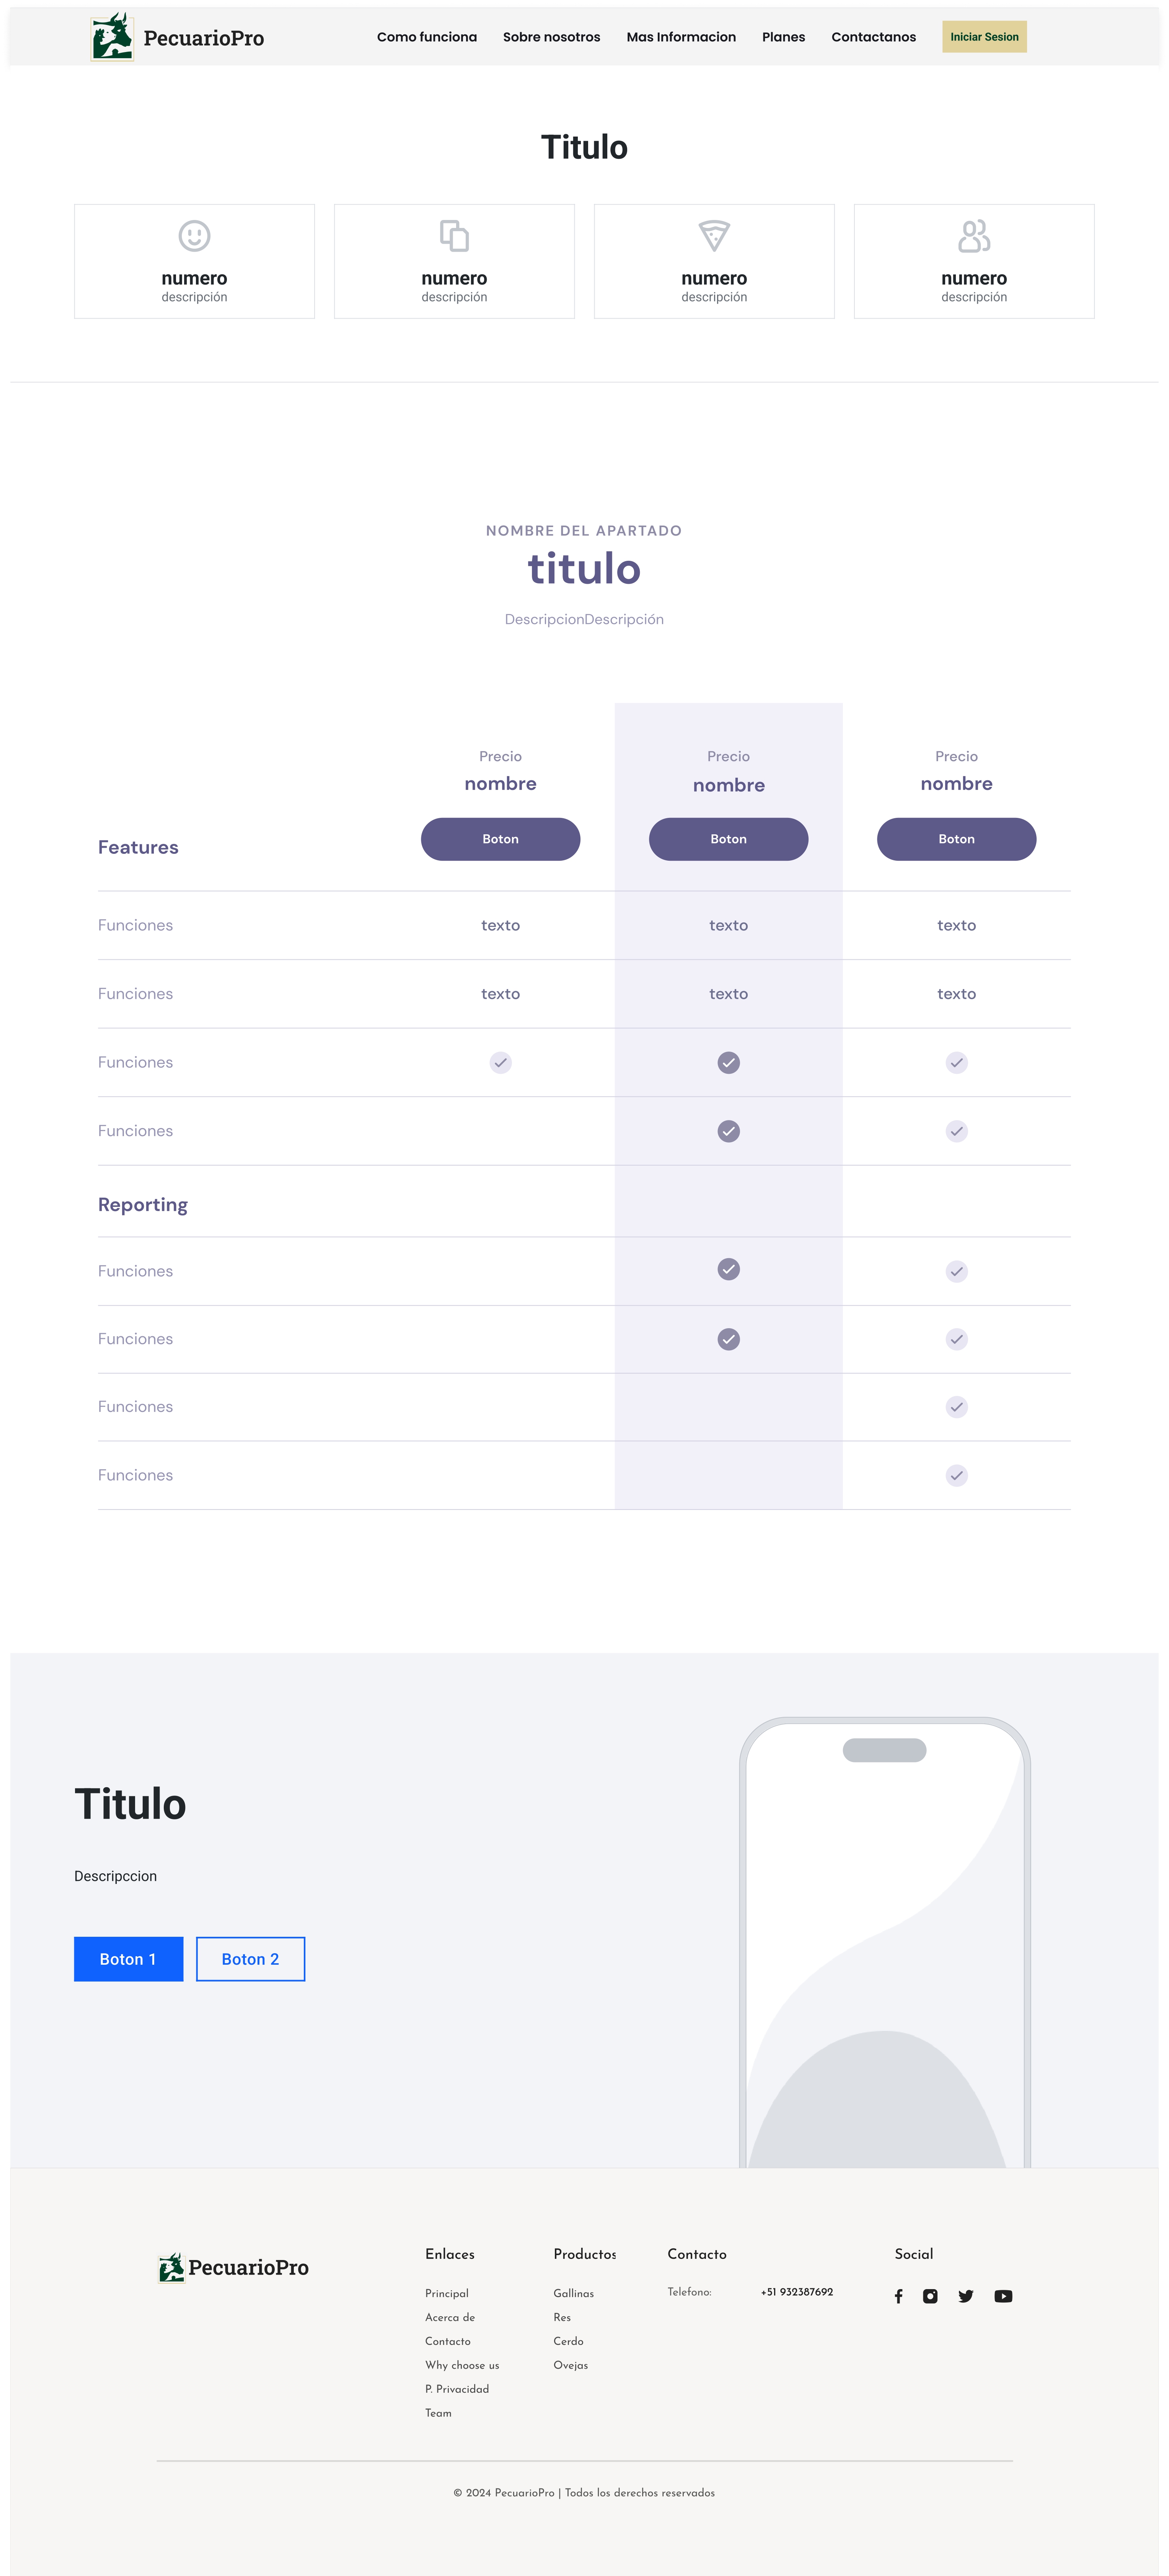 PecuarioPro
Como funciona
Sobre nosotros
Mas Informacion
Planes
Contactanos
Iniciar Sesion
Titulo
numero
descripción
numero
descripción
numero
descripción
numero
descripción
NOMBRE DEL APARTADO
titulo
DescripcionDescripción
Precio
nombre
Boton
Precio
nombre
Boton
Precio
nombre
Boton
Features
Funciones texto texto texto
Funciones texto texto texto
Funciones
Funciones
Reporting
Funciones
Funciones
Funciones
Funciones
Titulo
Descripccion
Boton 1
Boton 2
PecuarioPro
Enlaces
Principal
Acerca de
Contacto
Why choose us
P. Privacidad
Team
Productos
Gallinas
Res
Cerdo
Ovejas
Contacto
Telefono: +51 932387692
Social
© 2024 PecuarioPro | Todos los derechos reservados